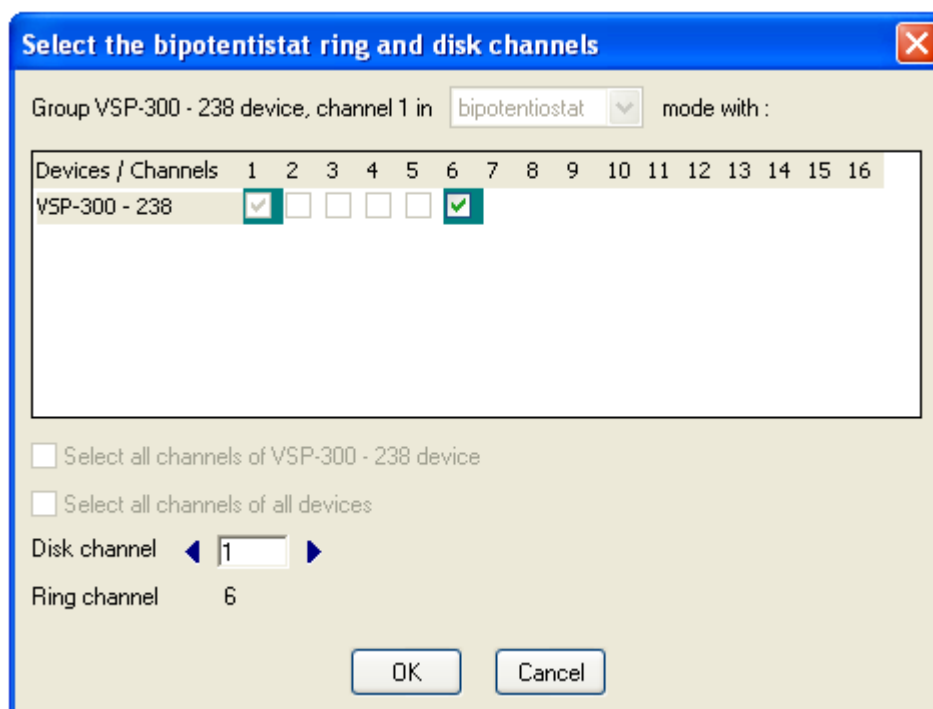 Select the bipotentistat ring and disk channels
Group VSP-300 - 238 device, channel 1 in bipotentiostat mode with :
Devices / Channels 1 2 3 4 5 6 7 8 9 10 11 12 13 14 15 16
VSP-300 - 238
Select all channels of VSP-300 - 238 device
Select all channels of all devices
Disk channel 1
Ring channel 6
OK Cancel